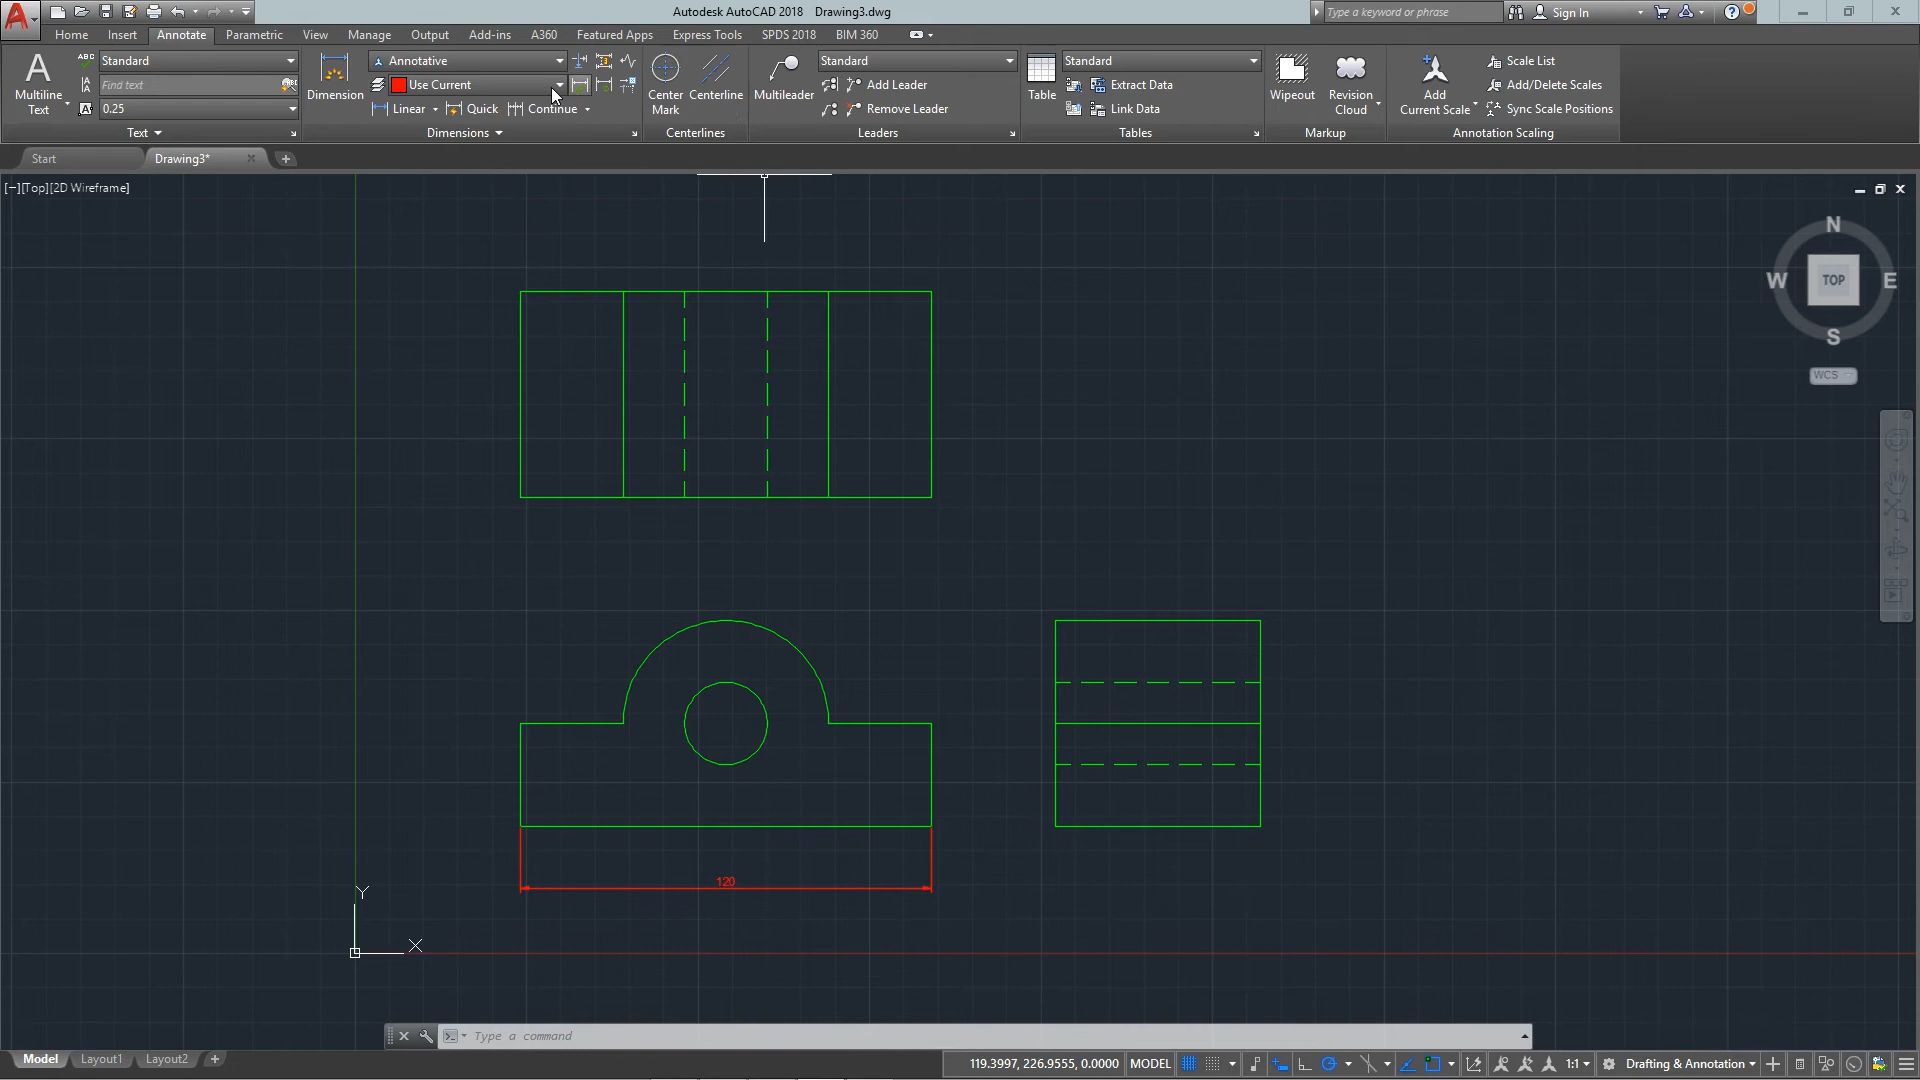 Autodesk AutoCAD 2018 Drawing3.dwg
Type a keyword or phrase
Sign In
Home Insert Annotate Parametric View Manage Output Add-ins A360 Featured Apps Express Tools SPDS 2018 BIM 360
Multiline Text
ABC
Standard
Find text
0.25
Text
Dimension
Annotative
Use Current
Linear Quick Continue
Dimensions
Center Mark
Centerline
Centerlines
Multileader
Standard
Add Leader
Remove Leader
Leaders
Table
Standard
Extract Data
Link Data
Tables
Wipeout
Revision Cloud
Markup
Add Current Scale
Scale List
Add/Delete Scales
Sync Scale Positions
Annotation Scaling
Start Drawing3*
[−][Top][2D Wireframe]
N
W TOP E
S
WCS
120
Y
X
Type a command
Model Layout1 Layout2
119.3997, 226.9555, 0.0000 MODEL 1:1 Drafting & Annotation